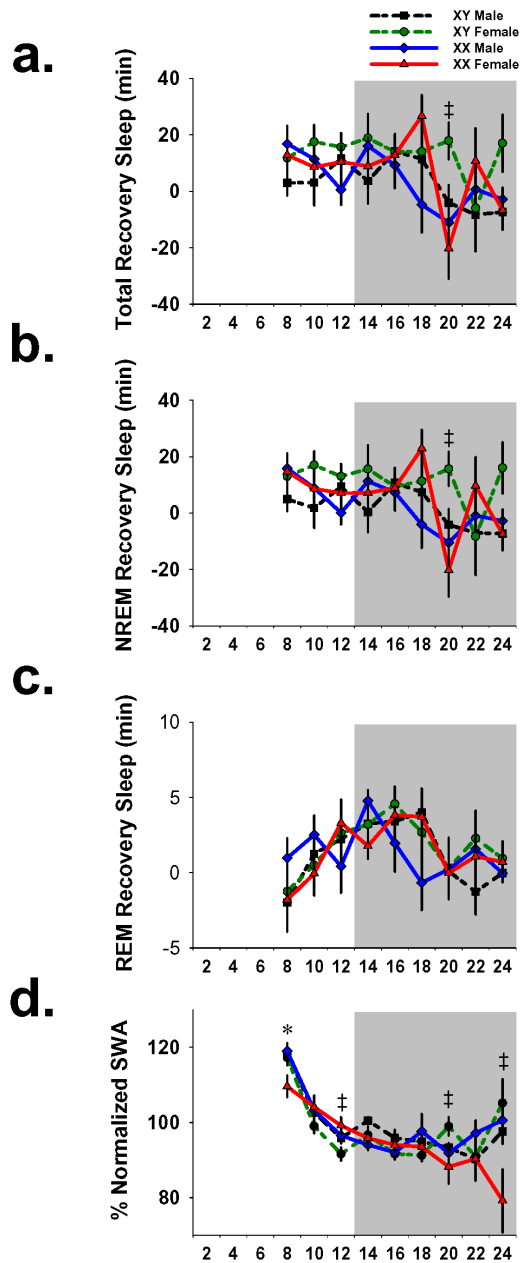 XY Male
XY Female
XX Male
XX Female
a.
Total Recovery Sleep (min)
40
20
0
-20
-40
‡
2 4 6 8 10 12 14 16 18 20 22 24
b.
NREM Recovery Sleep (min)
40
20
0
-20
-40
‡
2 4 6 8 10 12 14 16 18 20 22 24
c.
REM Recovery Sleep (min)
10
5
0
-5
2 4 6 8 10 12 14 16 18 20 22 24
d.
% Normalized SWA
120
100
80
* ‡ ‡ ‡
2 4 6 8 10 12 14 16 18 20 22 24